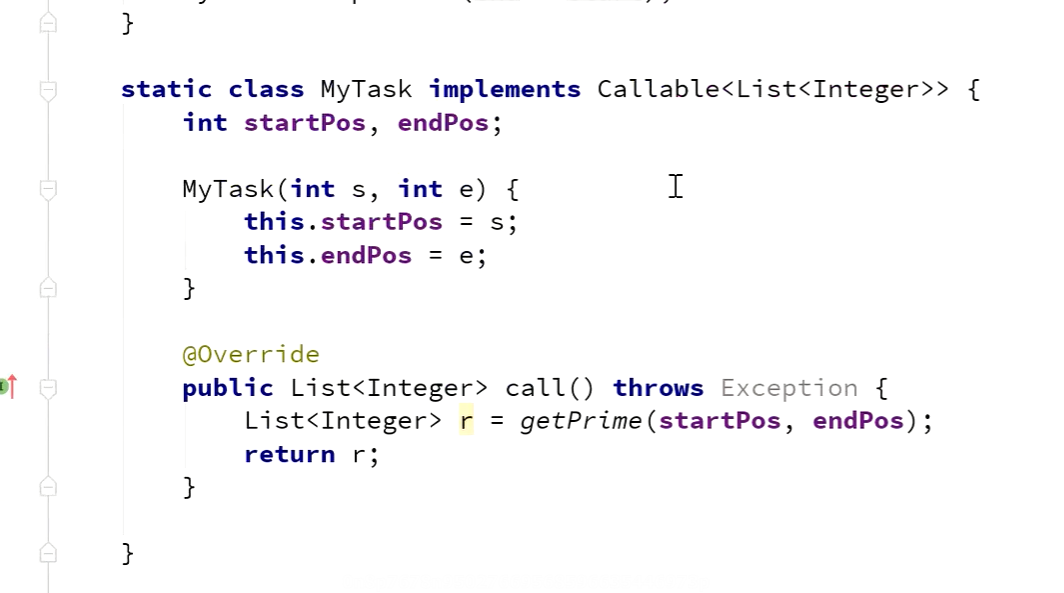 }
static class MyTask implements Callable<List<Integer>> {
int startPos, endPos;
MyTask(int s, int e) {
this.startPos = s;
this.endPos = e;
}
@Override
public List<Integer> call() throws Exception {
List<Integer> r = getPrime(startPos, endPos);
return r;
}
}